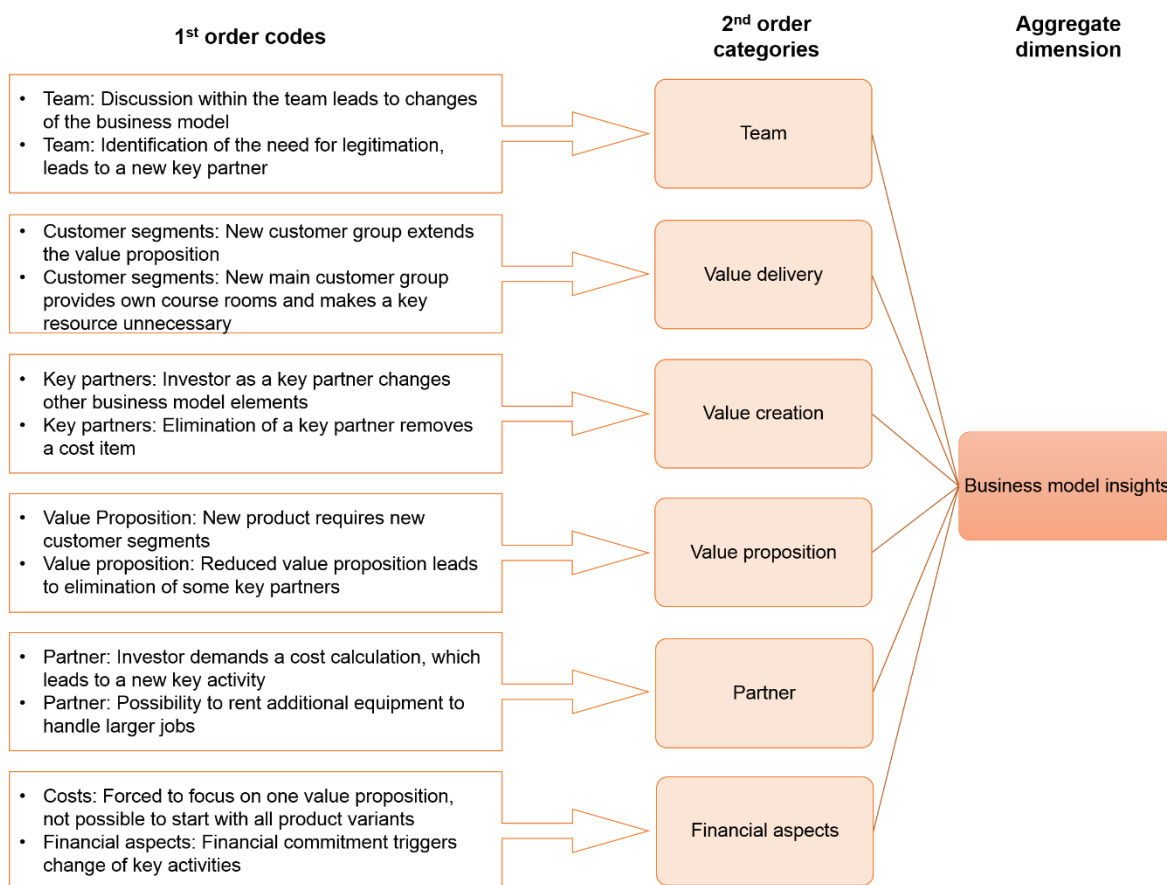 1st order codes
2nd order
categories
Aggregate
dimension
• Team: Discussion within the team leads to changes
of the business model
• Team: Identification of the need for legitimation,
leads to a new key partner
Team
• Customer segments: New customer group extends
the value proposition
• Customer segments: New main customer group
provides own course rooms and makes a key
resource unnecessary
Value delivery
• Key partners: Investor as a key partner changes
other business model elements
• Key partners: Elimination of a key partner removes
a cost item
Value creation
Business model insights
• Value Proposition: New product requires new
customer segments
• Value proposition: Reduced value proposition leads
to elimination of some key partners
Value proposition
• Partner: Investor demands a cost calculation, which
leads to a new key activity
• Partner: Possibility to rent additional equipment to
handle larger jobs
Partner
• Costs: Forced to focus on one value proposition,
not possible to start with all product variants
• Financial aspects: Financial commitment triggers
change of key activities
Financial aspects